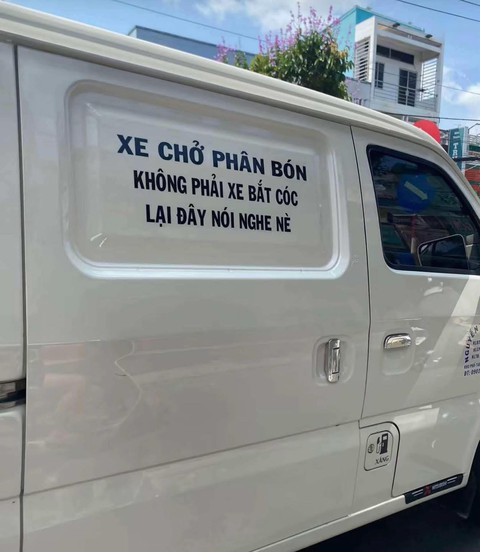 XE CHỞ PHÂN BÓN
KHÔNG PHẢI XE BẮT CÓC
LẠI ĐÂY NÓI NGHE NÈ
XĂNG